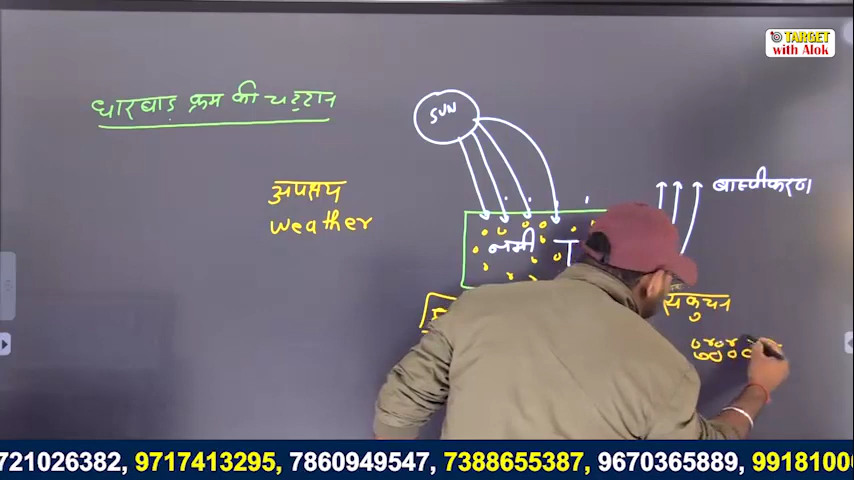 TARGET
with Alok
धारवाड़ क्रम की चट्टान
SUN
अपक्षय
weather
वाष्पीकरण
नमी
संकुचन
721026382, 9717413295, 7860949547, 7388655387, 9670365889, 99181000